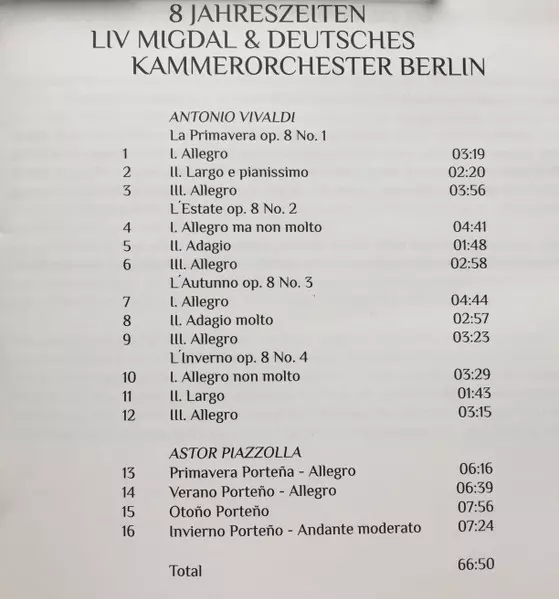 8 JAHRESZEITEN
LIV MIGDAL & DEUTSCHES
KAMMERORCHESTER BERLIN
ANTONIO VIVALDI
La Primavera op. 8 No. 1
1 I. Allegro 03:19
2 II. Largo e pianissimo 02:20
3 III. Allegro 03:56
L'Estate op. 8 No. 2
4 I. Allegro ma non molto 04:41
5 II. Adagio 01:48
6 III. Allegro 02:58
L'Autunno op. 8 No. 3
7 I. Allegro 04:44
8 II. Adagio molto 02:57
9 III. Allegro 03:23
L'Inverno op. 8 No. 4
10 I. Allegro non molto 03:29
11 II. Largo 01:43
12 III. Allegro 03:15
ASTOR PIAZZOLLA
13 Primavera Porteña - Allegro 06:16
14 Verano Porteño - Allegro 06:39
15 Otoño Porteño 07:56
16 Invierno Porteño - Andante moderato 07:24
Total 66:50